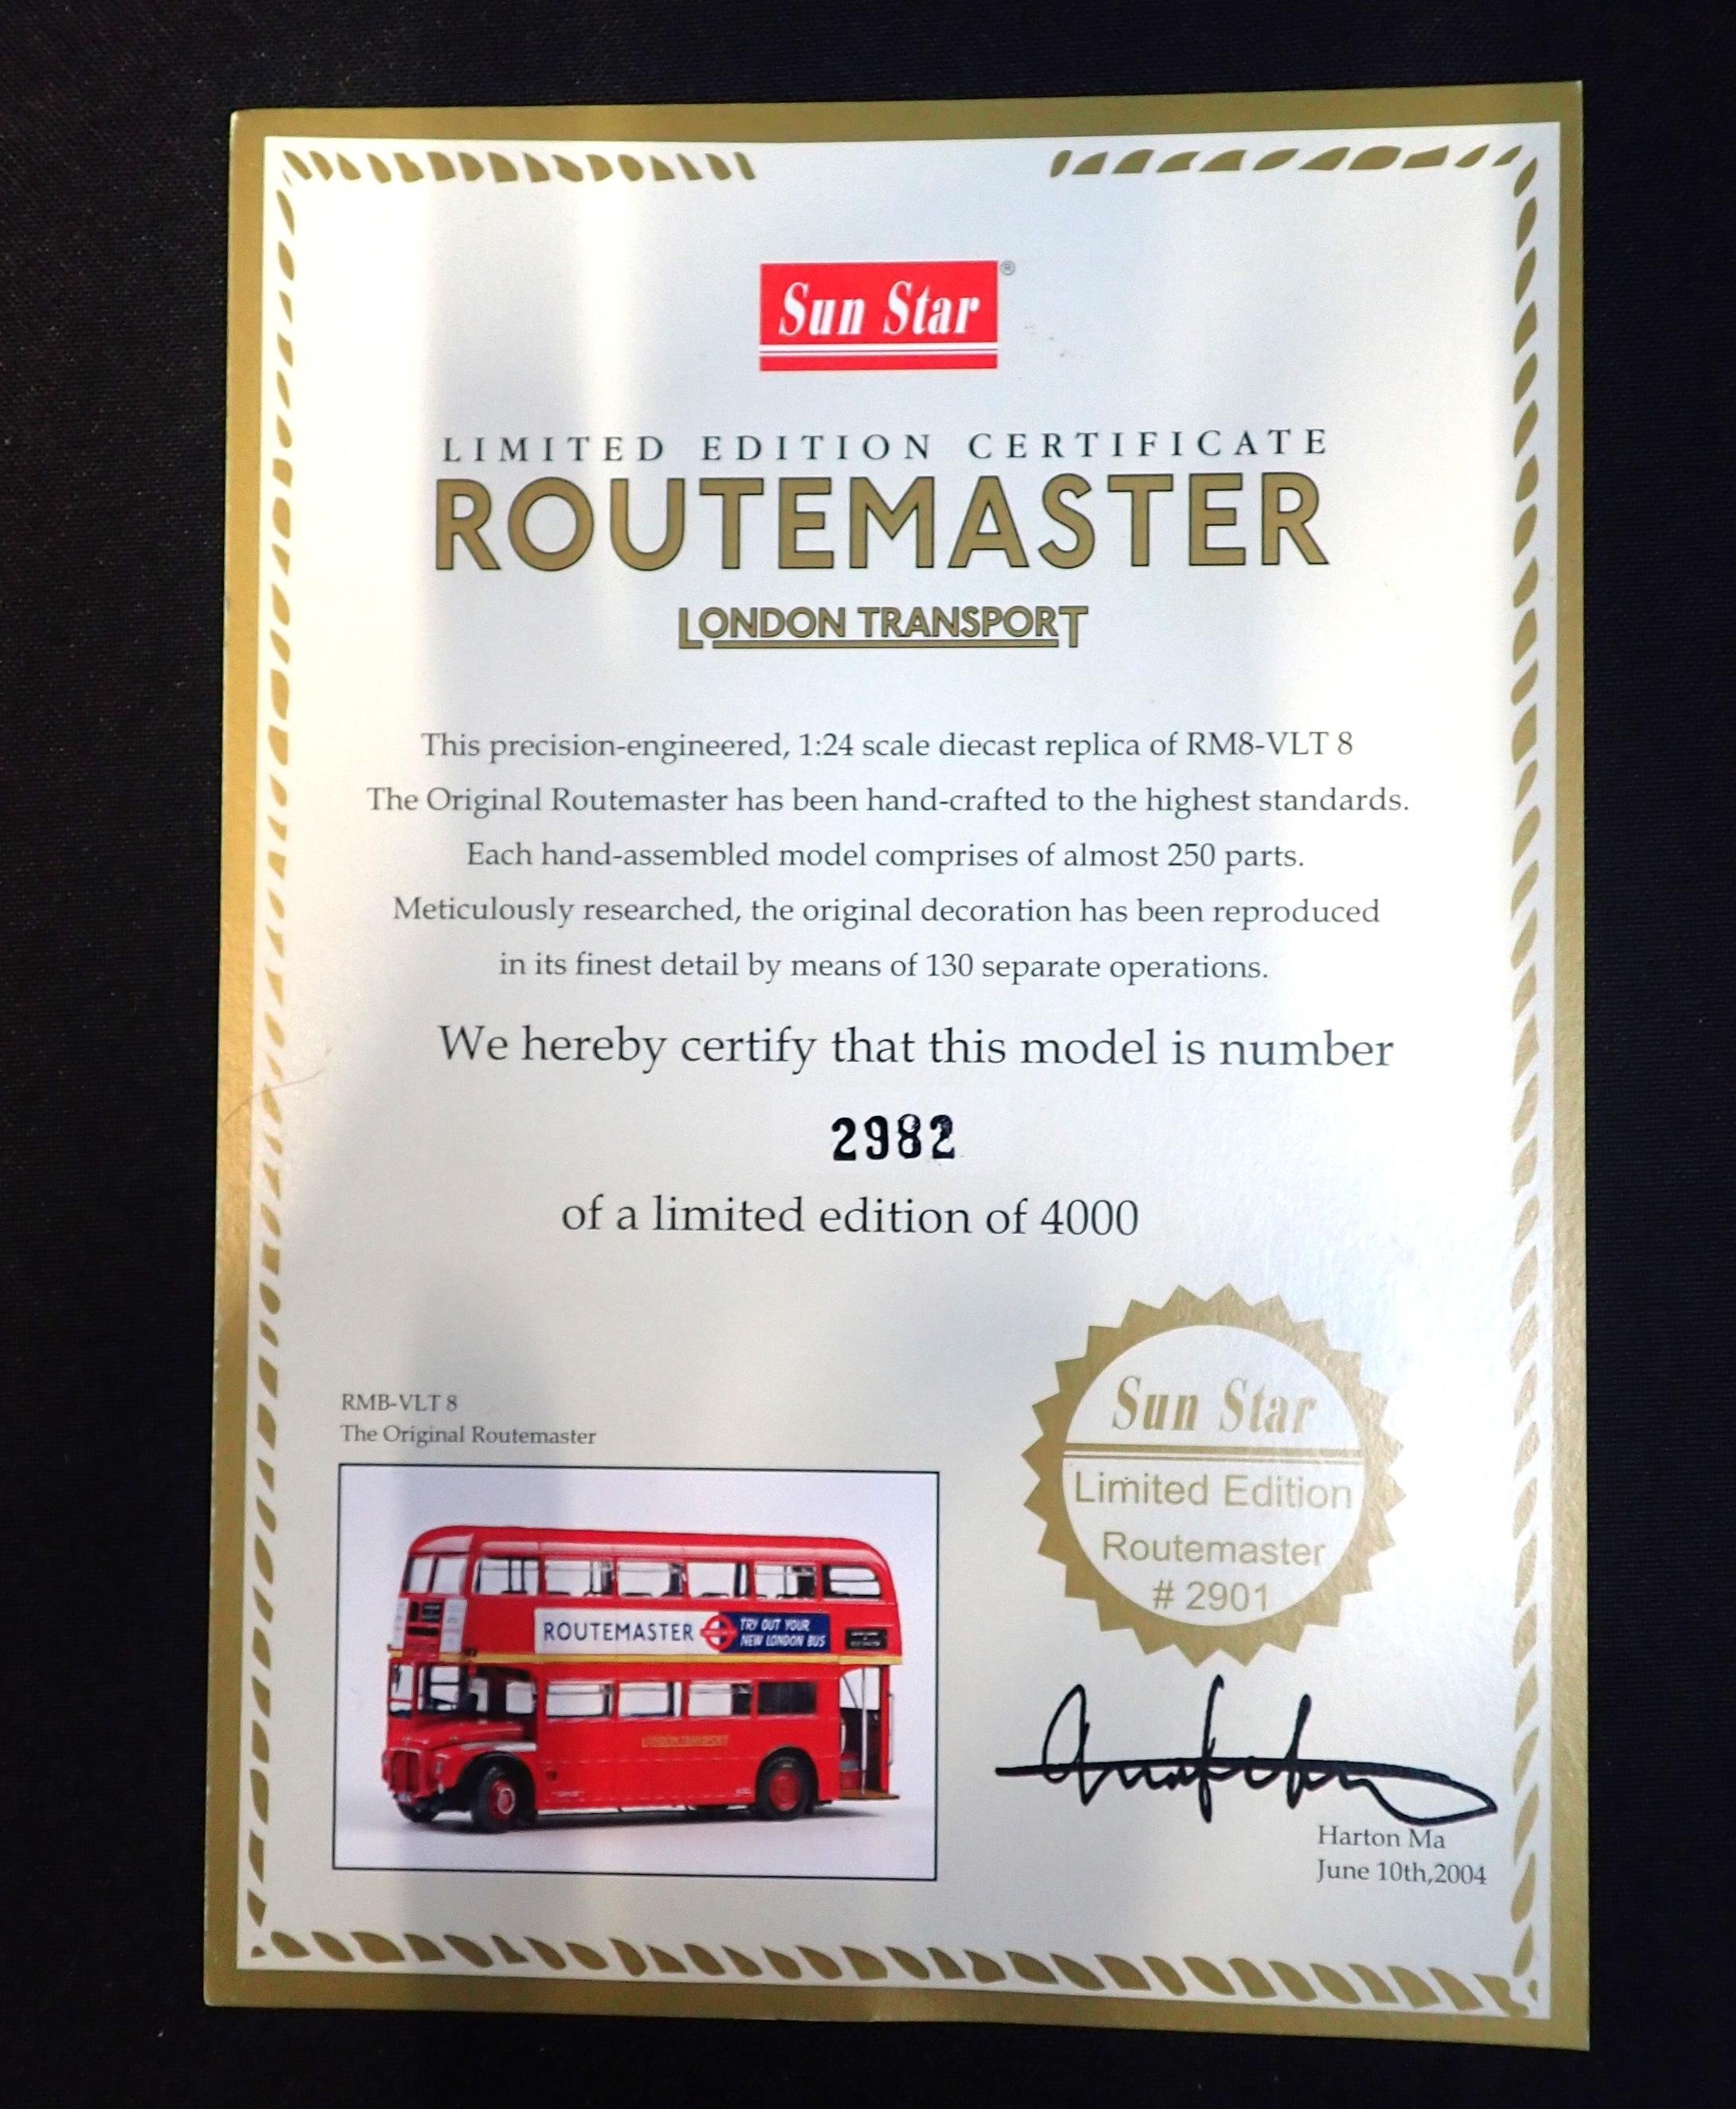 Sun Star®
LIMITED EDITION CERTIFICATE
ROUTEMASTER
LONDON TRANSPORT
This precision-engineered, 1:24 scale diecast replica of RM8-VLT 8
The Original Routemaster has been hand-crafted to the highest standards.
Each hand-assembled model comprises of almost 250 parts.
Meticulously researched, the original decoration has been reproduced
in its finest detail by means of 130 separate operations.
We hereby certify that this model is number
2982
of a limited edition of 4000
RMB-VLT 8
The Original Routemaster
ROUTEMASTER
TRY OUT YOUR
NEW LONDON BUS
LONDON TRANSPORT
Sun Star
Limited Edition
Routemaster
# 2901
Harton Ma
June 10th,2004